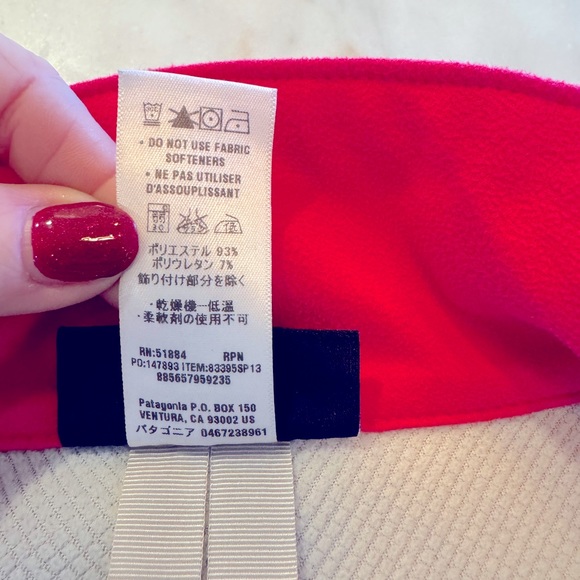 • DO NOT USE FABRIC
SOFTENERS
• NE PAS UTILISER
D'ASSOUPLISSANT
ポリエステル 93%
ポリウレタン 7%
飾り付け部分を除く
・乾燥機一低温
・柔軟剤の使用不可
RN:51884 RPN
PO:147893 ITEM:83395SP13
885657959235
Patagonia P.O. BOX 150
VENTURA, CA 93002 US
パタゴニア 0467238961